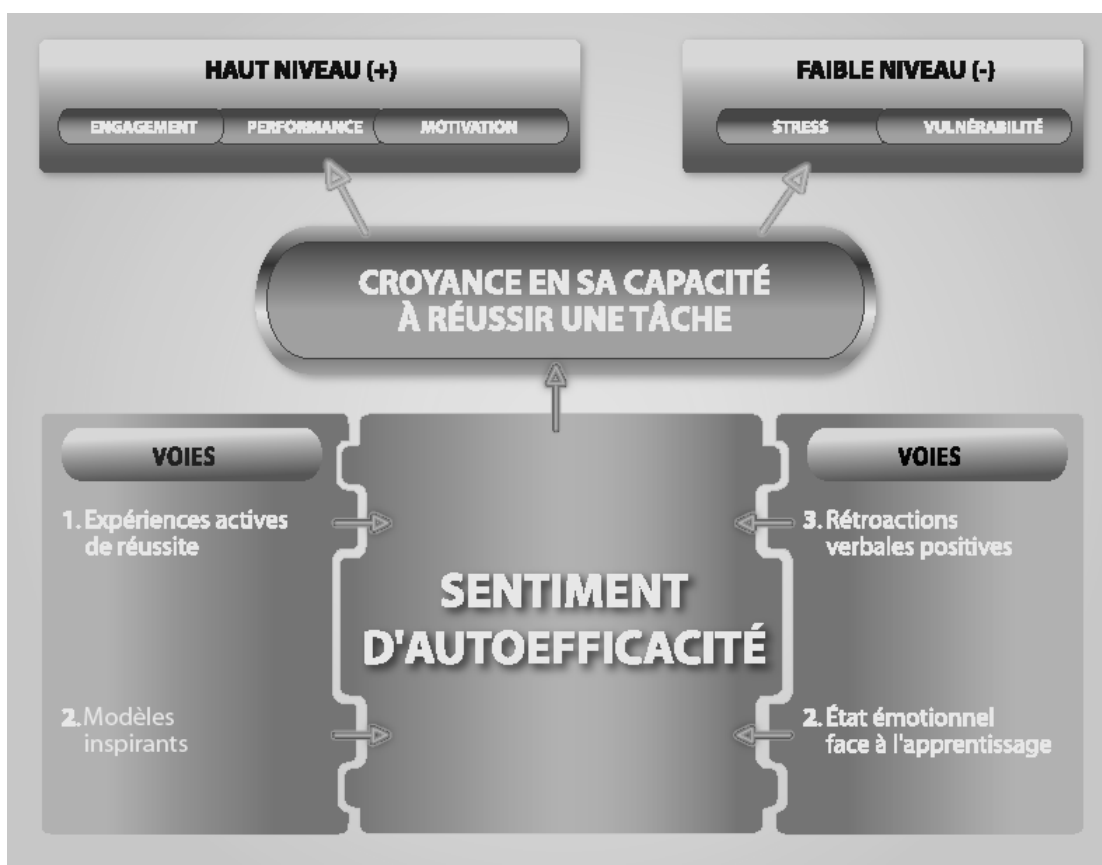 HAUT NIVEAU (+)
ENGAGEMENT PERFORMANCE MOTIVATION
FAIBLE NIVEAU (-)
STRESS VULNÉRABILITÉ
CROYANCE EN SA CAPACITÉ
À RÉUSSIR UNE TÂCHE
VOIES
1. Expériences actives
de réussite
2. Modèles
inspirants
SENTIMENT
D'AUTOEFFICACITÉ
VOIES
3. Rétroactions
verbales positives
2. État émotionnel
face à l'apprentissage